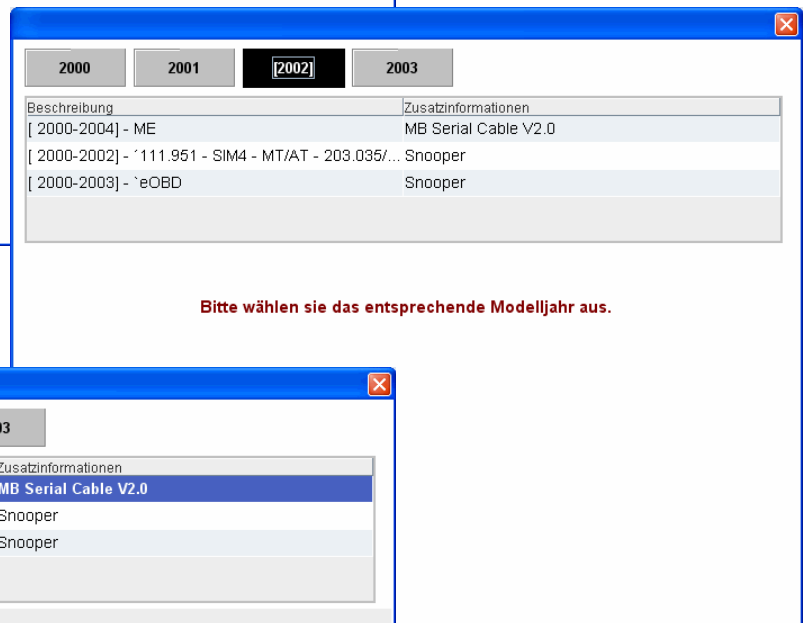 2000 2001 [2002] 2003
Beschreibung Zusatzinformationen
[ 2000-2004] - ME MB Serial Cable V2.0
[ 2000-2002] - ´111.951 - SIM4 - MT/AT - 203.035/... Snooper
[ 2000-2003] - `eOBD Snooper
Bitte wählen sie das entsprechende Modelljahr aus.
03
Zusatzinformationen
MB Serial Cable V2.0
Snooper
Snooper